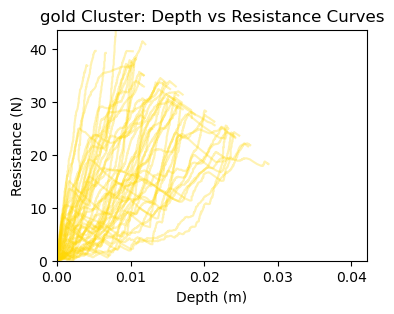 gold Cluster: Depth vs Resistance Curves
Resistance (N)
40
30
20
10
0
0.00 0.01 0.02 0.03 0.04
Depth (m)